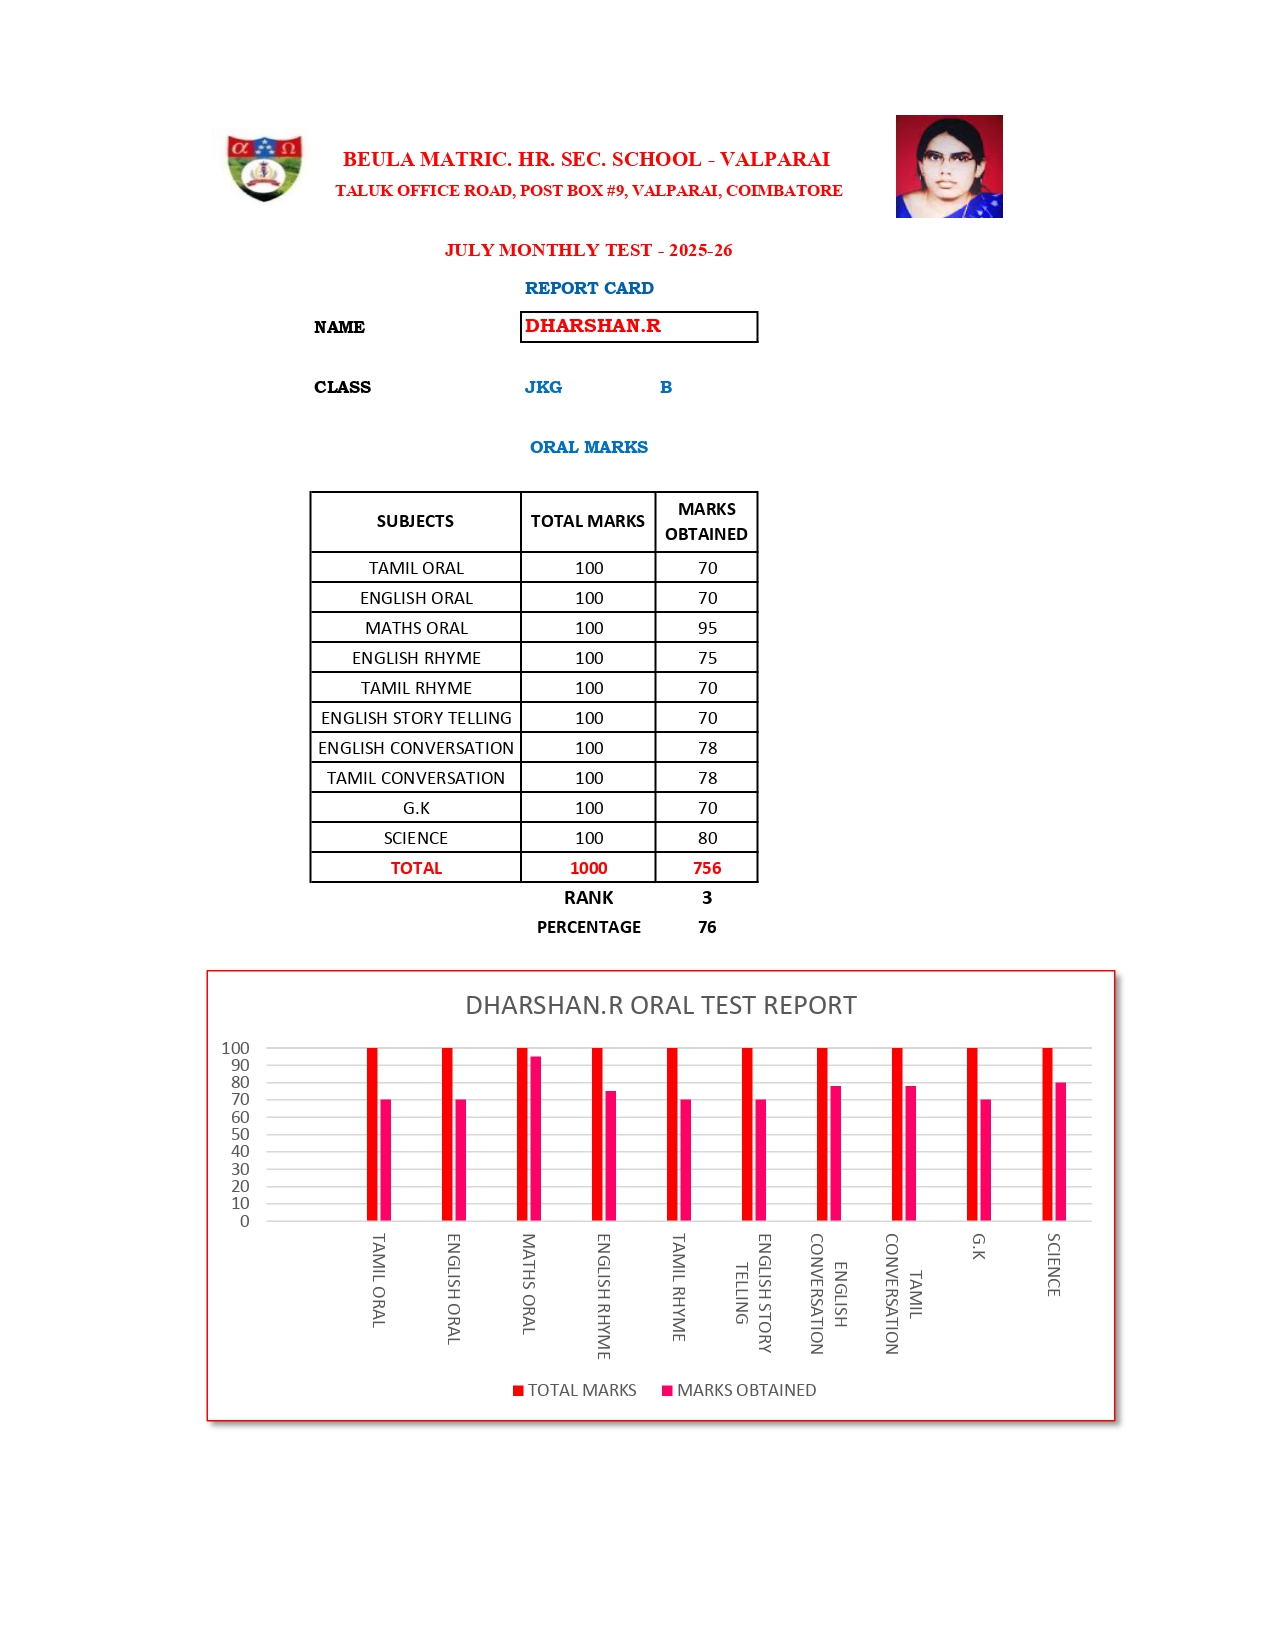 α Ω
BEULA MATRIC. HR. SEC. SCHOOL - VALPARAI
TALUK OFFICE ROAD, POST BOX #9, VALPARAI, COIMBATORE
JULY MONTHLY TEST - 2025-26
REPORT CARD
NAME DHARSHAN.R
CLASS JKG B
ORAL MARKS
SUBJECTS TOTAL MARKS MARKS OBTAINED
TAMIL ORAL 100 70
ENGLISH ORAL 100 70
MATHS ORAL 100 95
ENGLISH RHYME 100 75
TAMIL RHYME 100 70
ENGLISH STORY TELLING 100 70
ENGLISH CONVERSATION 100 78
TAMIL CONVERSATION 100 78
G.K 100 70
SCIENCE 100 80
TOTAL 1000 756
RANK 3
PERCENTAGE 76
DHARSHAN.R ORAL TEST REPORT
100
90
80
70
60
50
40
30
20
10
0
TAMIL ORAL
ENGLISH ORAL
MATHS ORAL
ENGLISH RHYME
TAMIL RHYME
ENGLISH STORY
TELLING
ENGLISH
CONVERSATION
TAMIL
CONVERSATION
G.K
SCIENCE
TOTAL MARKS MARKS OBTAINED